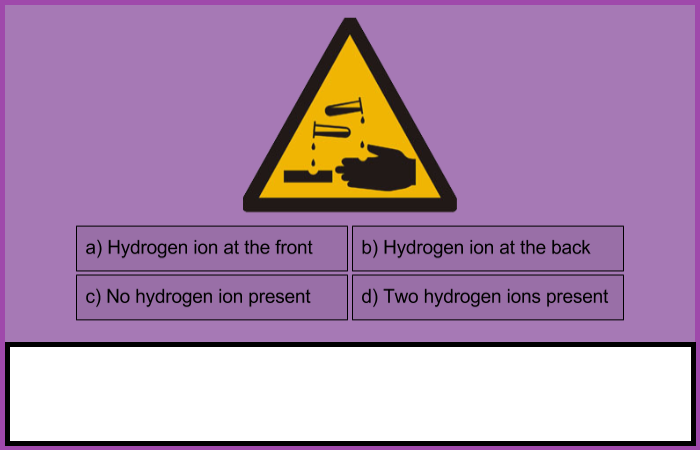 a) Hydrogen ion at the front
b) Hydrogen ion at the back
c) No hydrogen ion present
d) Two hydrogen ions present